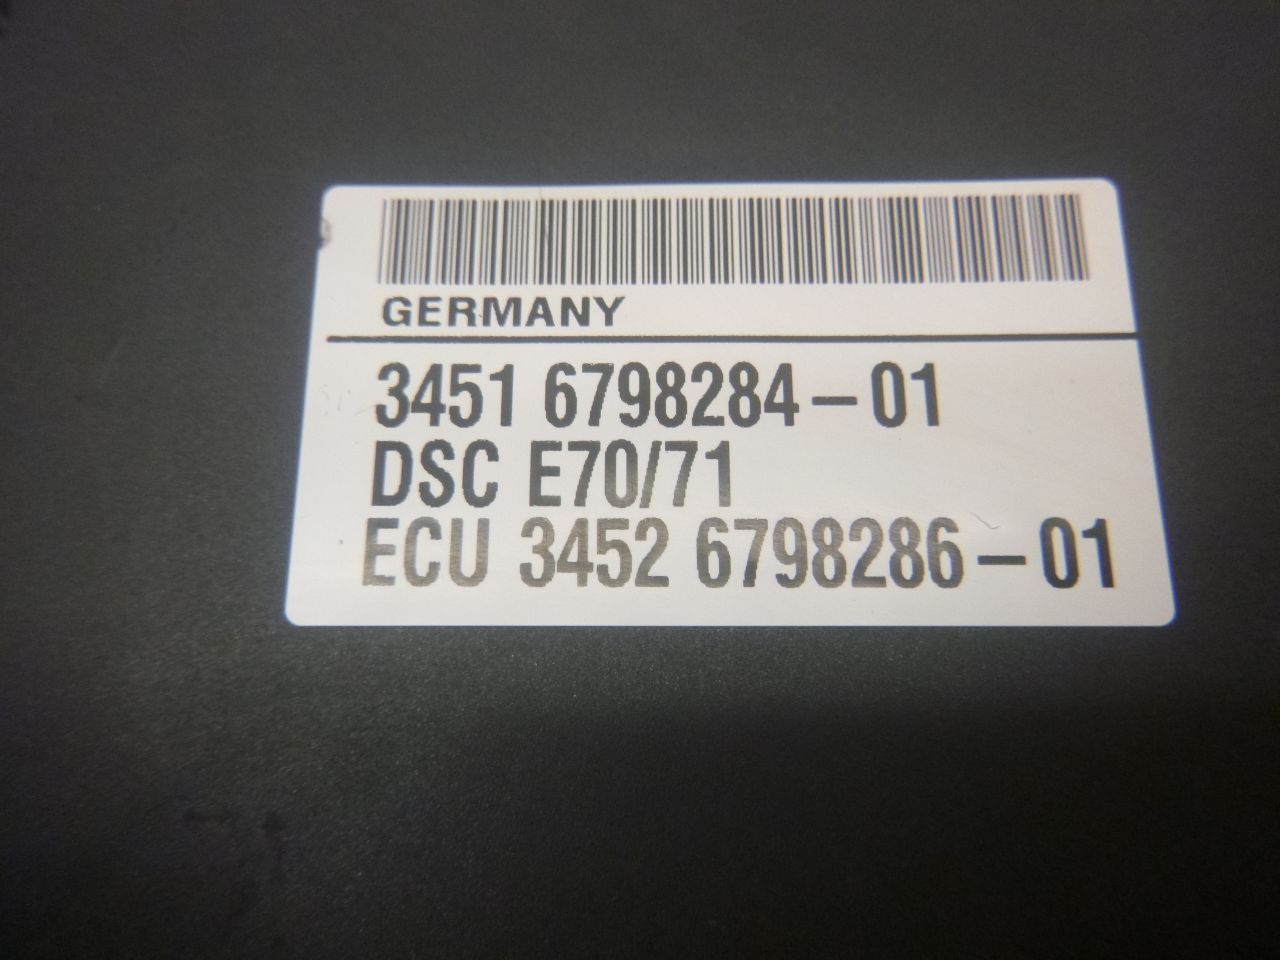 GERMANY
3451 6798284-01
DSC E70/71
ECU 3452 6798286-01